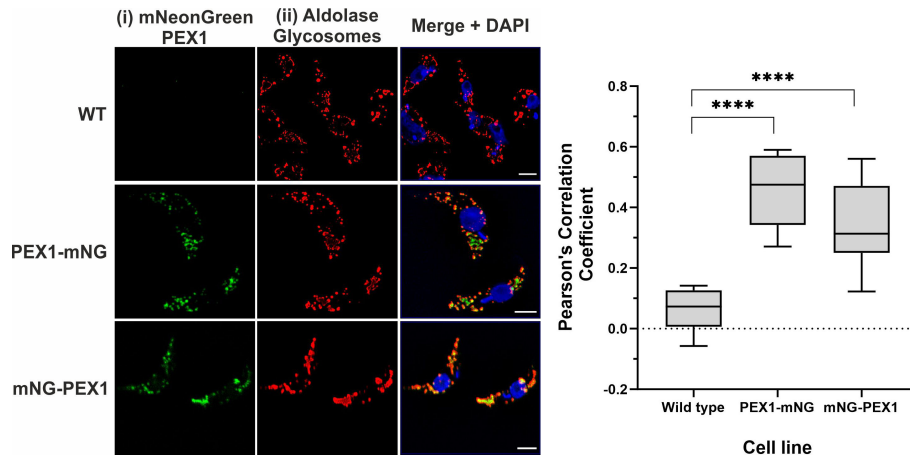 (i) mNeonGreen
PEX1
(ii) Aldolase
Glycosomes
Merge + DAPI
WT
PEX1-mNG
mNG-PEX1
Pearson's Correlation
Coefficient
0.8
0.6
0.4
0.2
0.0
-0.2
****
****
Wild type
PEX1-mNG
mNG-PEX1
Cell line